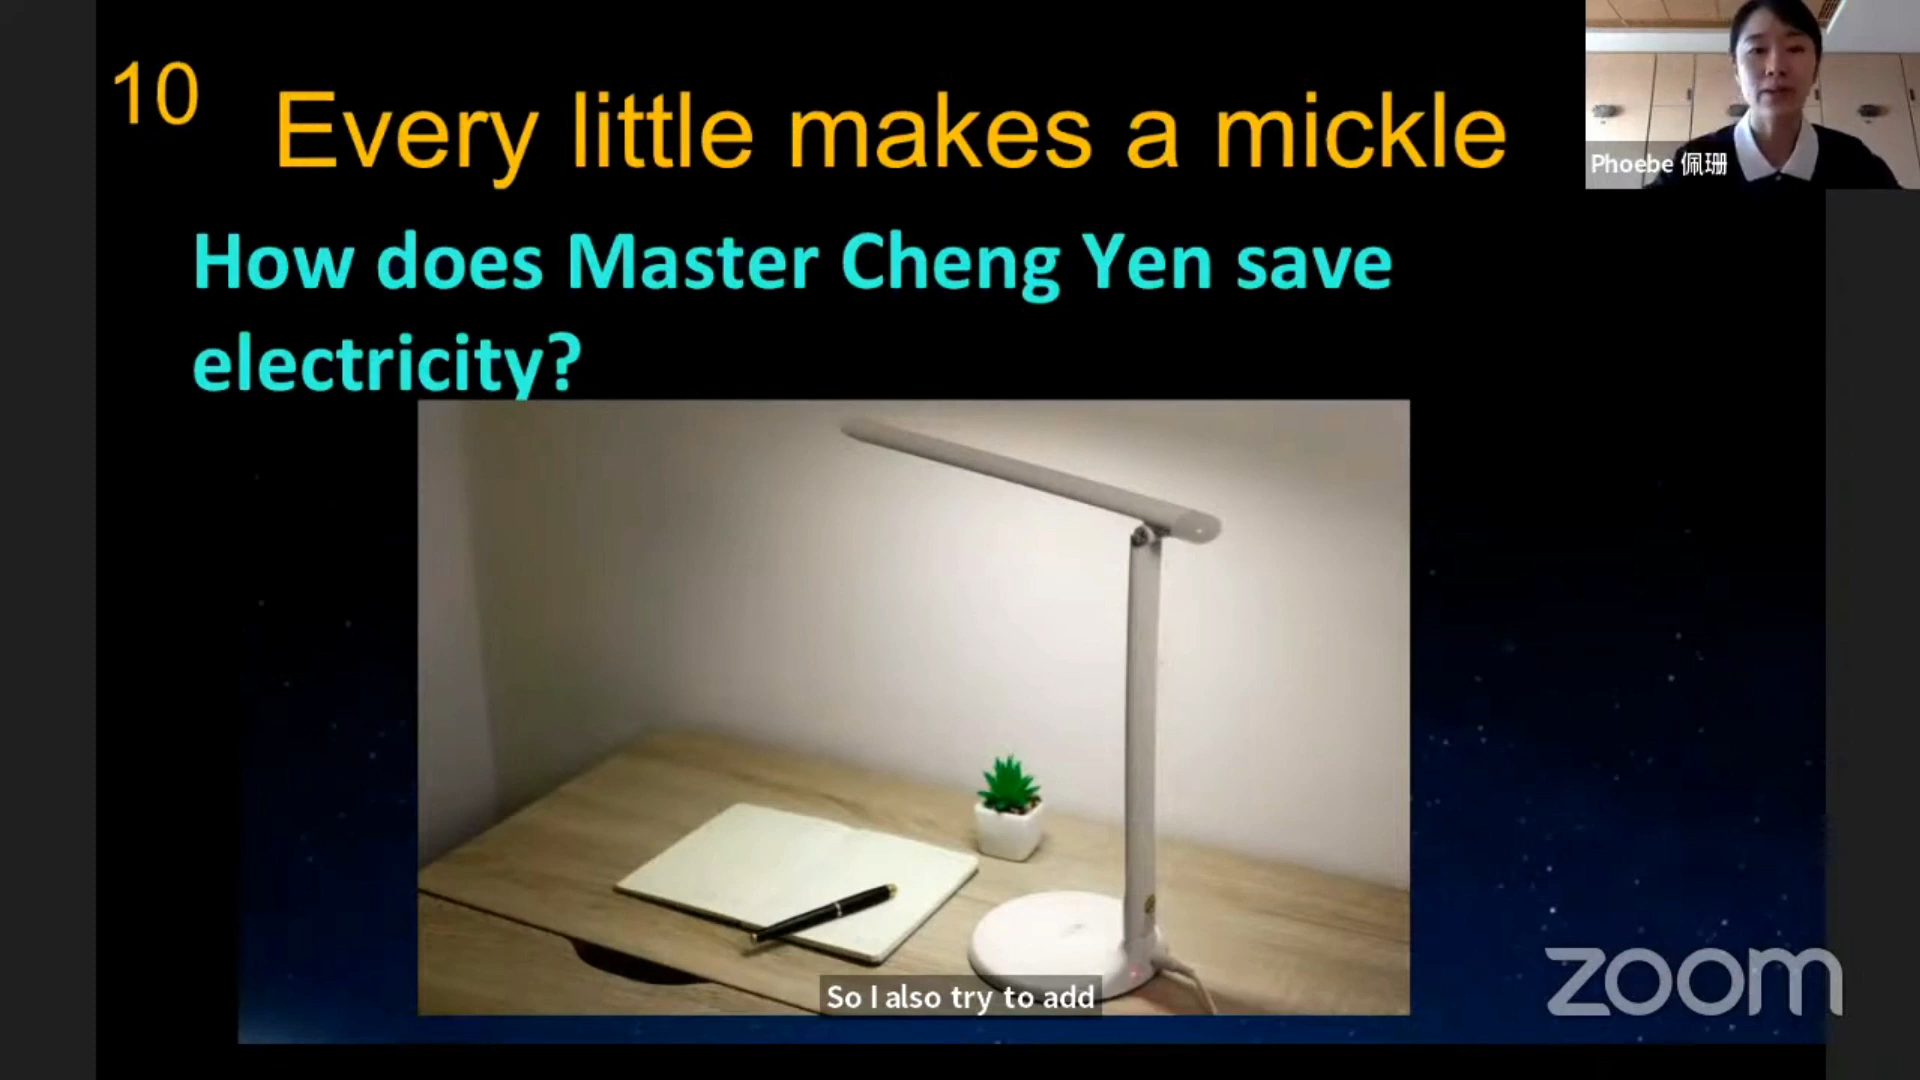 10
Every little makes a mickle
Phoebe 佩珊
How does Master Cheng Yen save
electricity?
So I also try to add
zoom